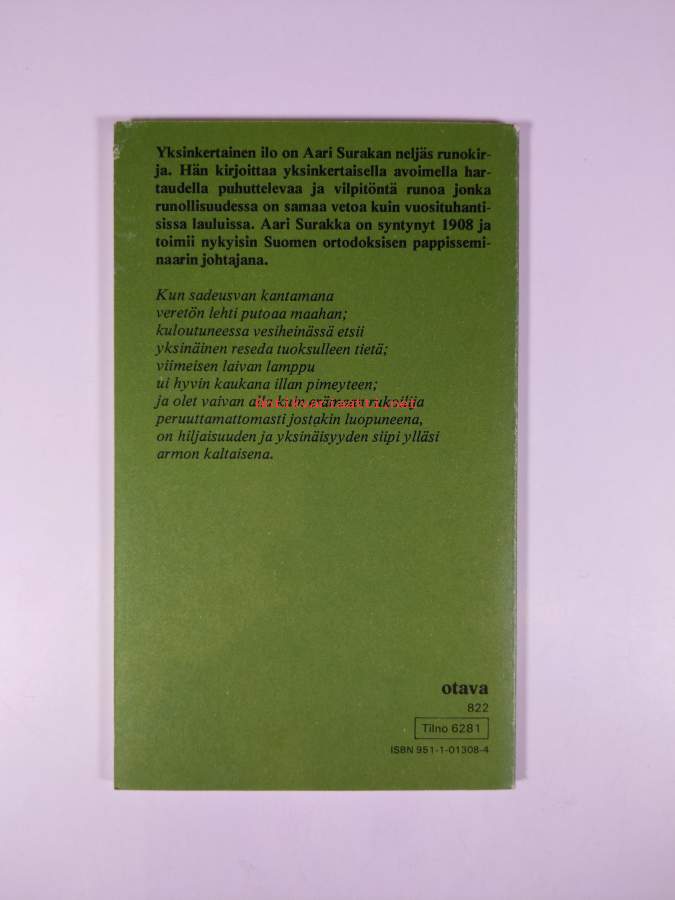 Yksinkertainen ilo on Aari Surakan neljäs runokir-
ja. Hän kirjoittaa yksinkertaisella avoimella har-
taudella puhuttelevaa ja vilpitöntä runoa jonka
runollisuudessa on samaa vetoa kuin vuosituhanti-
sissa lauluissa. Aari Surakka on syntynyt 1908 ja
toimii nykyisin Suomen ortodoksisen pappissemi-
naarin johtajana.
Kun sadeusvan kantamana
veretön lehti putoaa maahan;
kuloutuneessa vesiheinässä etsii
yksinäinen reseda tuoksulleen tietä;
viimeisen laivan lamppu
ui hyvin kaukana illan pimeyteen;
ja olet vaivan alla kuin erämaan rukoilija
peruuttamattomasti jostakin luopuneena,
on hiljaisuuden ja yksinäisyyden siipi ylläsi
armon kaltaisena.
otava
822
Tilno 6281
ISBN 951-1-01308-4